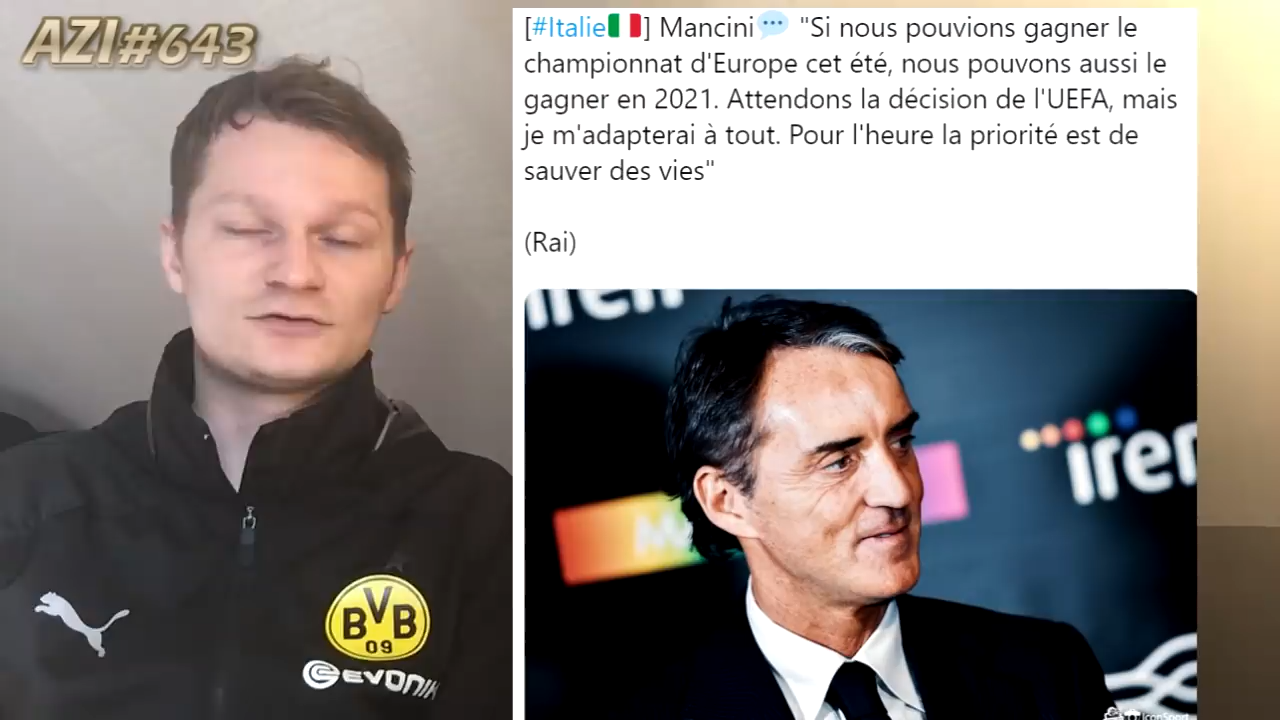 AZI#643
[#Italie🇮🇹] Mancini💬 "Si nous pouvions gagner le
championnat d'Europe cet été, nous pouvons aussi le
gagner en 2021. Attendons la décision de l'UEFA, mais
je m'adapterai à tout. Pour l'heure la priorité est de
sauver des vies"
(Rai)
iren
iren
BVB
09
EVONIK
IconSport